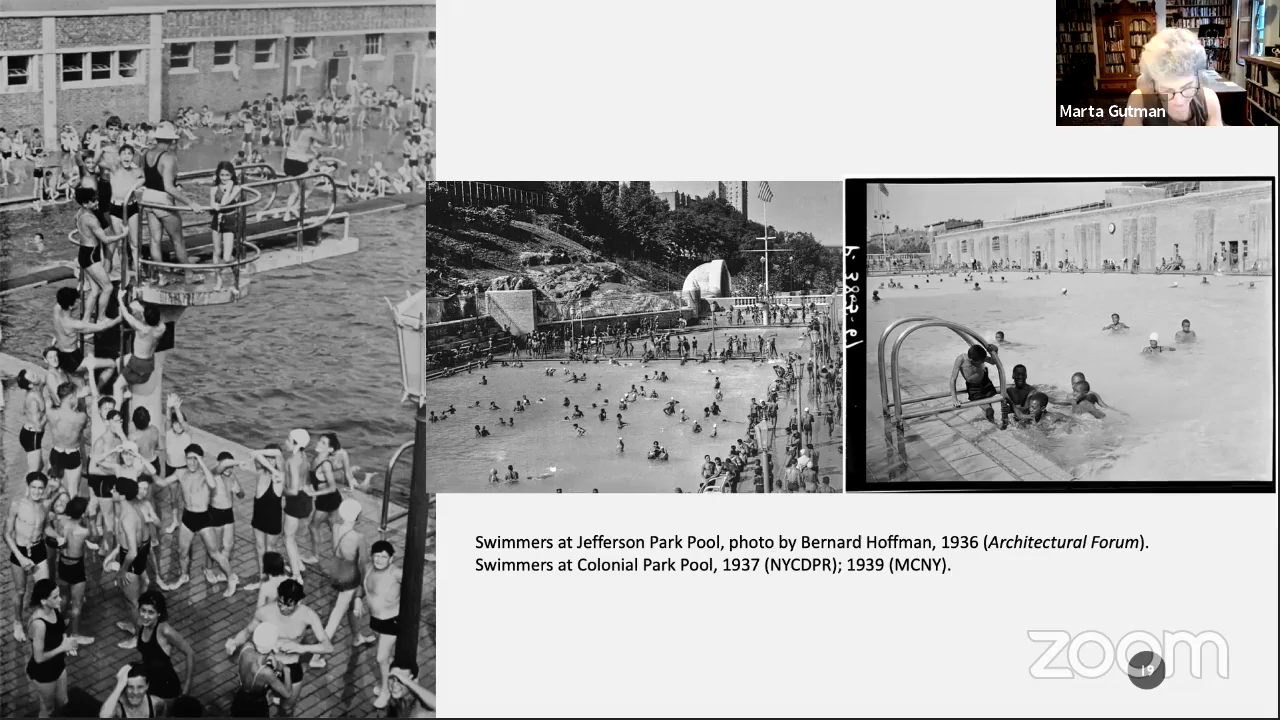 Marta Gutman
Swimmers at Jefferson Park Pool, photo by Bernard Hoffman, 1936 (Architectural Forum).
Swimmers at Colonial Park Pool, 1937 (NYCDPR); 1939 (MCNY).
zoom
19